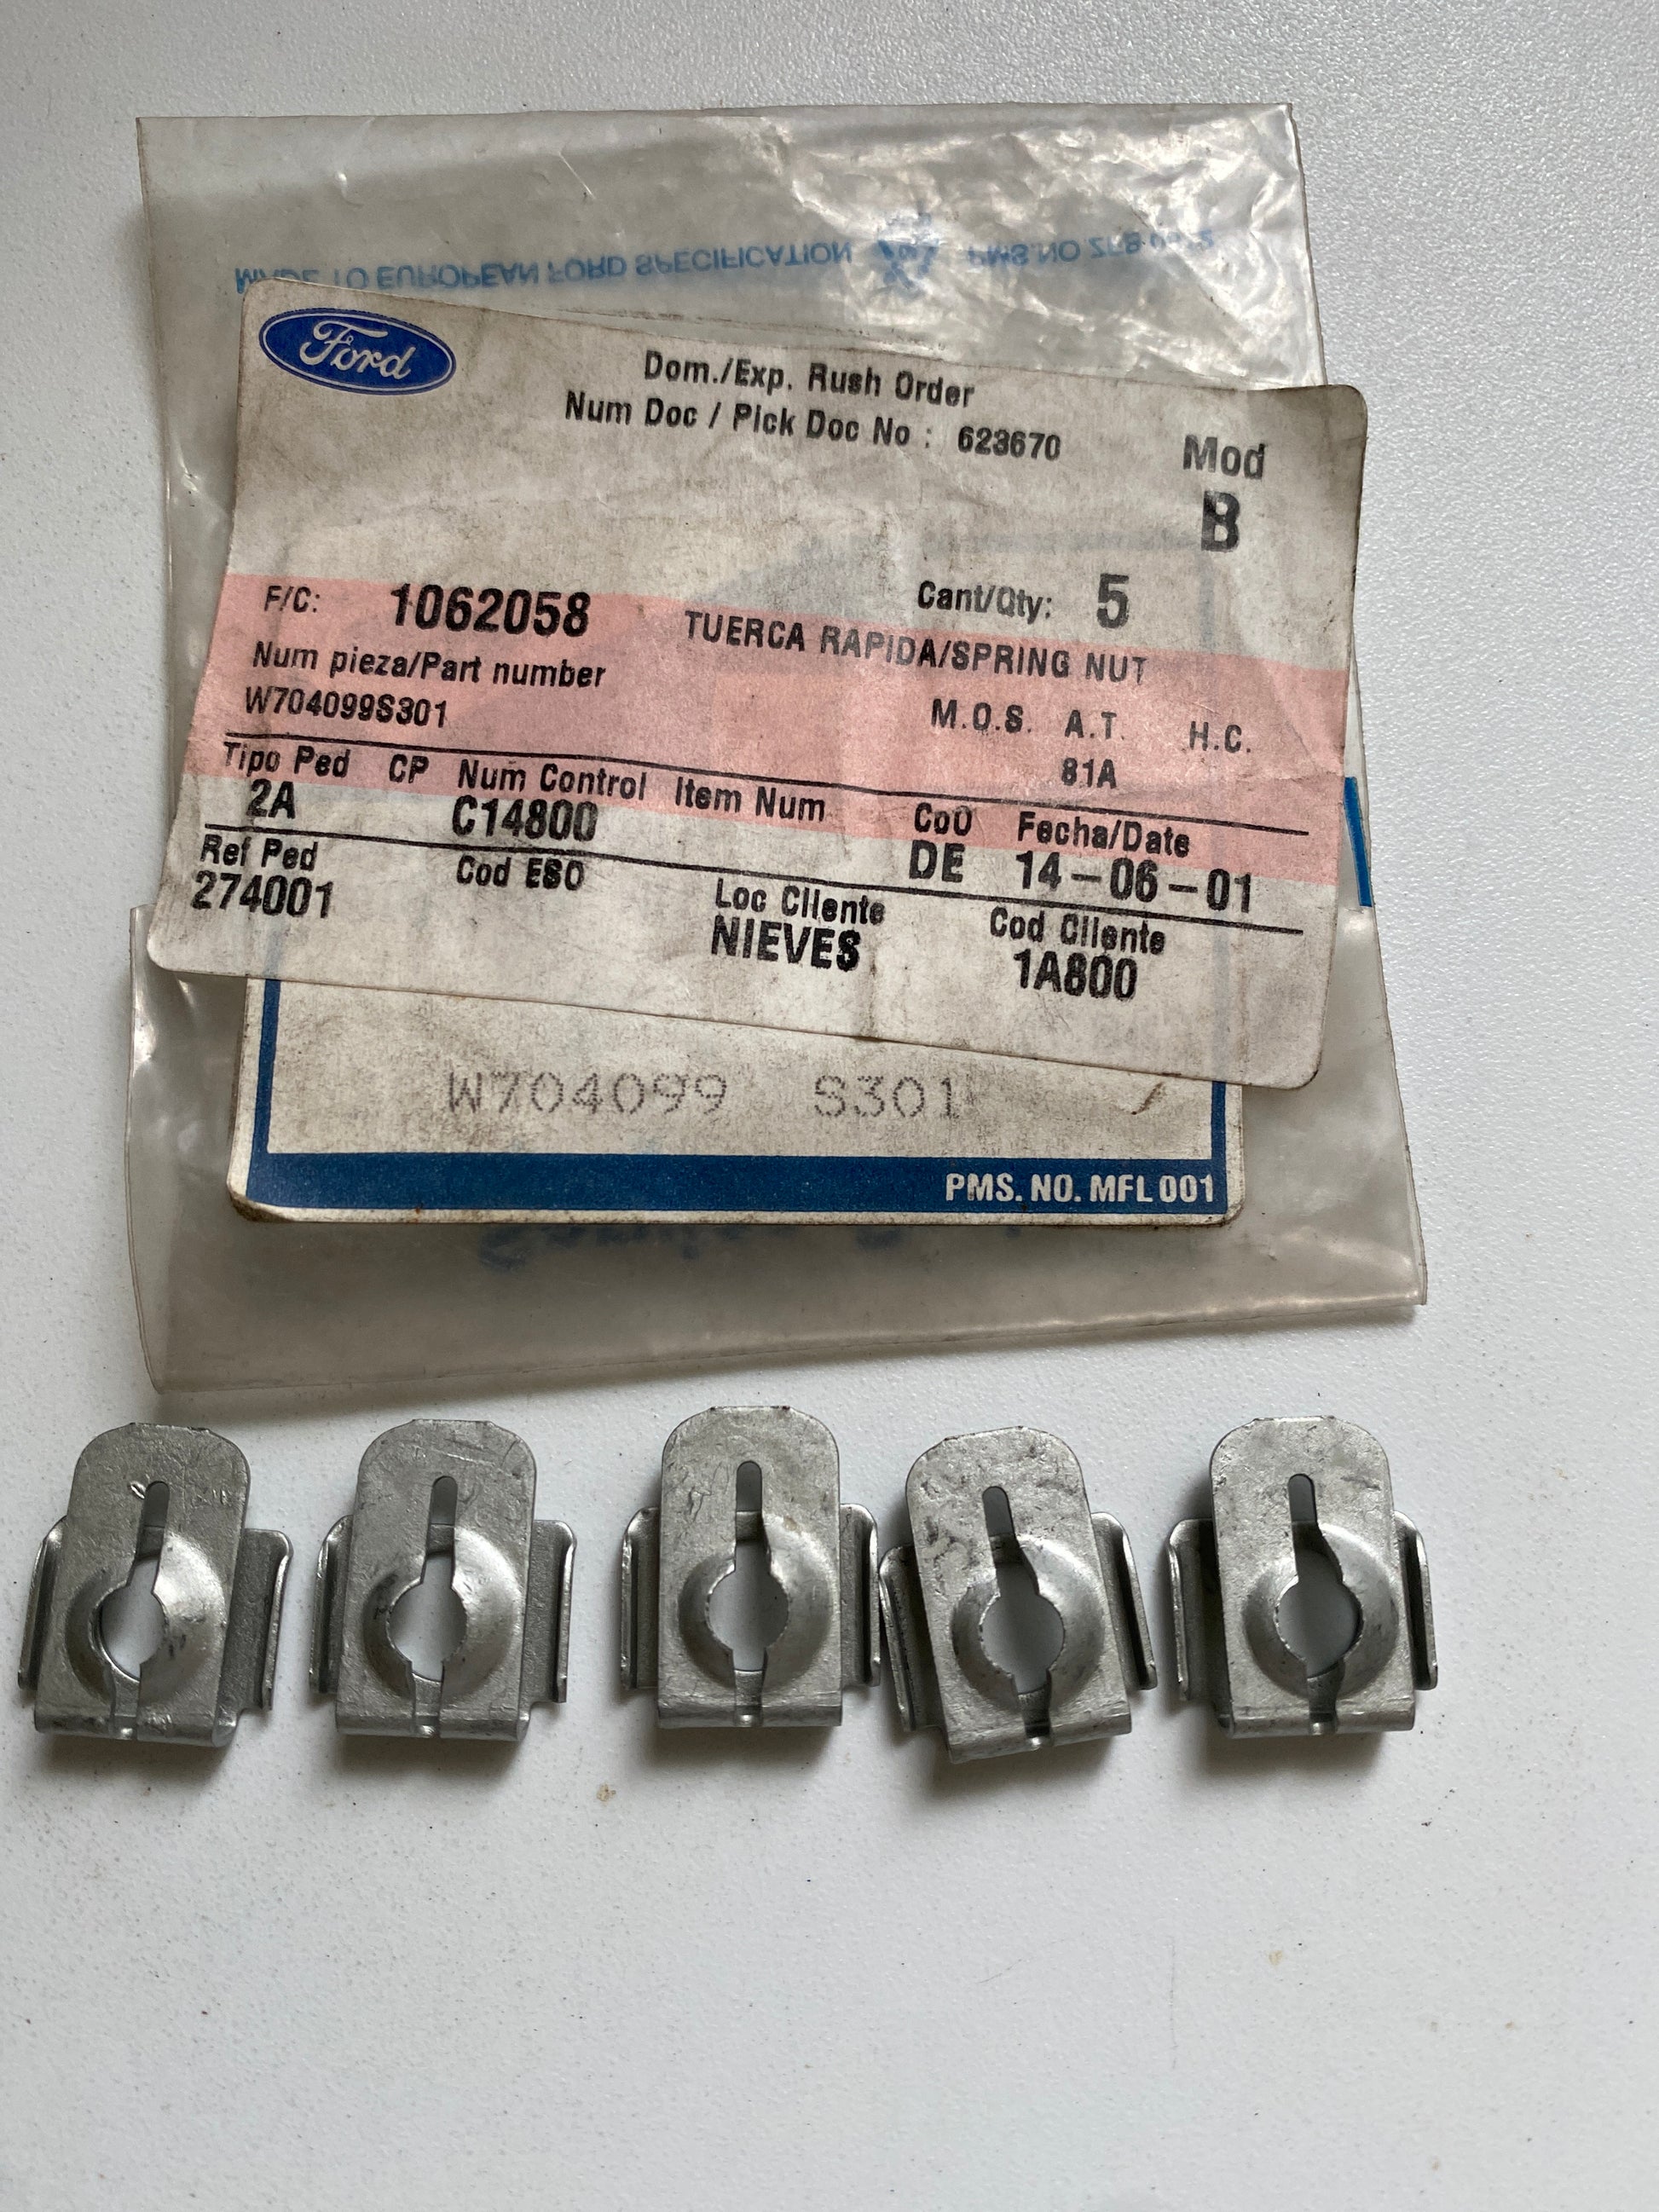 MADE TO EUROPEAN FORD SPECIFICATION PMS.NO.
Ford
Dom./Exp. Rush Order
Num Doc / Pick Doc No : 623670
Mod
B
F/C: 1062058
Cant/Qty: 5
TUERCA RAPIDA/SPRING NUT
Num pieza/Part number
W704099S301
M.O.S. A.T. H.C.
81A
Tipo Ped CP Num Control Item Num CoO Fecha/Date
2A C14800 DE 14-06-01
Ref Ped Cod ESO Loc Cliente Cod Cliente
274001 NIEVES 1A800
W704099 S301
PMS. NO. MFL 001